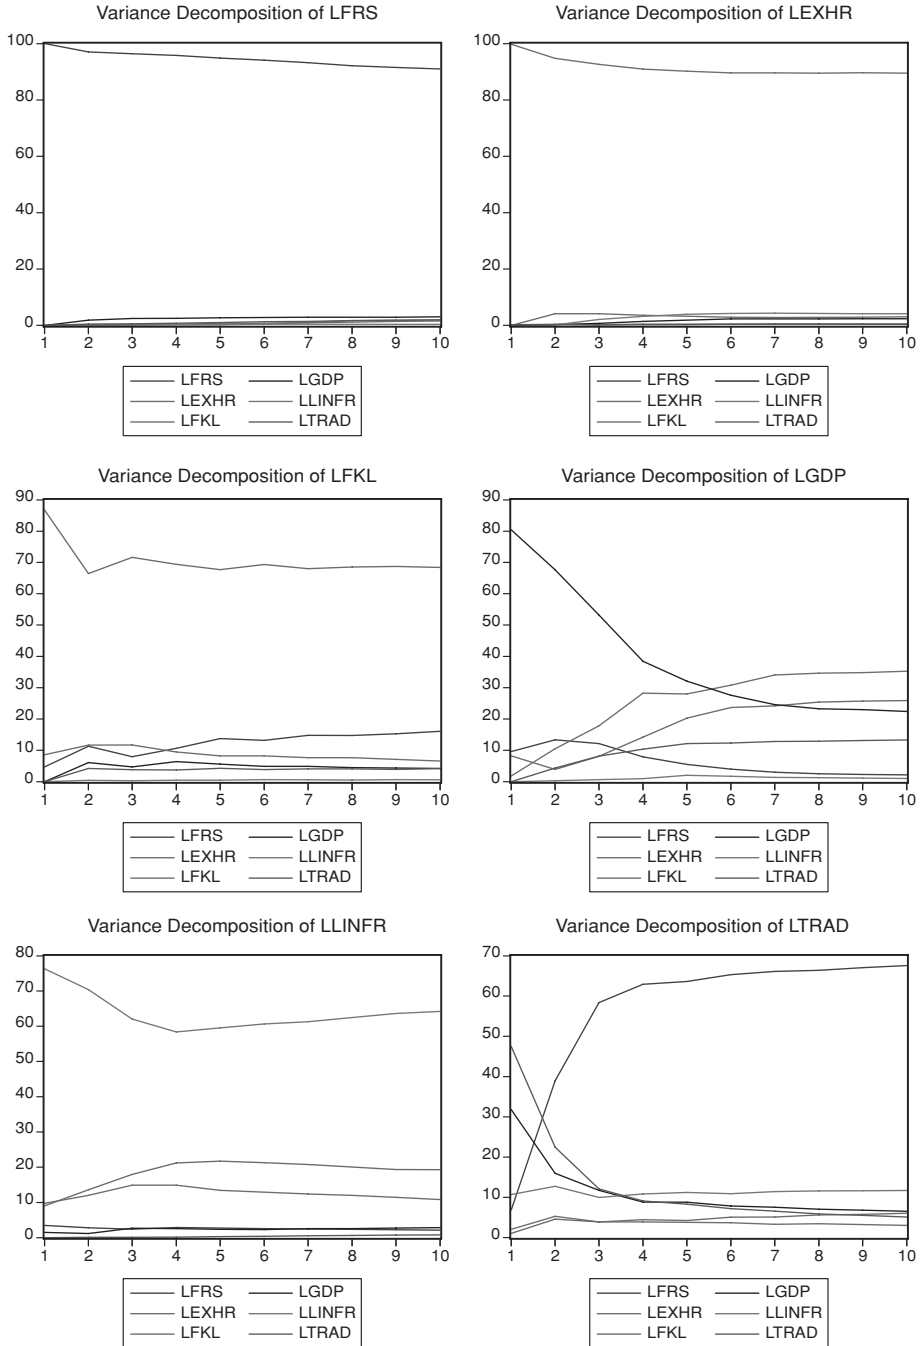 Variance Decomposition of LFRS
100
80
60
40
20
0
1 2 3 4 5 6 7 8 9 10
LFRS LGDP
LEXHR LLINFR
LFKL LTRAD
Variance Decomposition of LEXHR
100
80
60
40
20
0
1 2 3 4 5 6 7 8 9 10
LFRS LGDP
LEXHR LLINFR
LFKL LTRAD
Variance Decomposition of LFKL
90
80
70
60
50
40
30
20
10
0
1 2 3 4 5 6 7 8 9 10
LFRS LGDP
LEXHR LLINFR
LFKL LTRAD
Variance Decomposition of LGDP
90
80
70
60
50
40
30
20
10
0
1 2 3 4 5 6 7 8 9 10
LFRS LGDP
LEXHR LLINFR
LFKL LTRAD
Variance Decomposition of LLINFR
80
70
60
50
40
30
20
10
0
1 2 3 4 5 6 7 8 9 10
LFRS LGDP
LEXHR LLINFR
LFKL LTRAD
Variance Decomposition of LTRAD
70
60
50
40
30
20
10
0
1 2 3 4 5 6 7 8 9 10
LFRS LGDP
LEXHR LLINFR
LFKL LTRAD